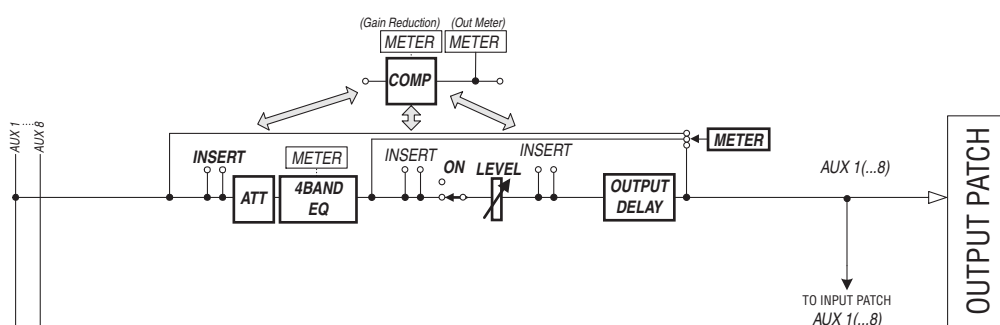 (Gain Reduction) (Out Meter)
METER METER
COMP
AUX 1
AUX 8
INSERT
METER
INSERT
ON
LEVEL
INSERT
METER
ATT
4BAND
EQ
OUTPUT
DELAY
AUX 1(...8)
OUTPUT PATCH
TO INPUT PATCH
AUX 1(...8)